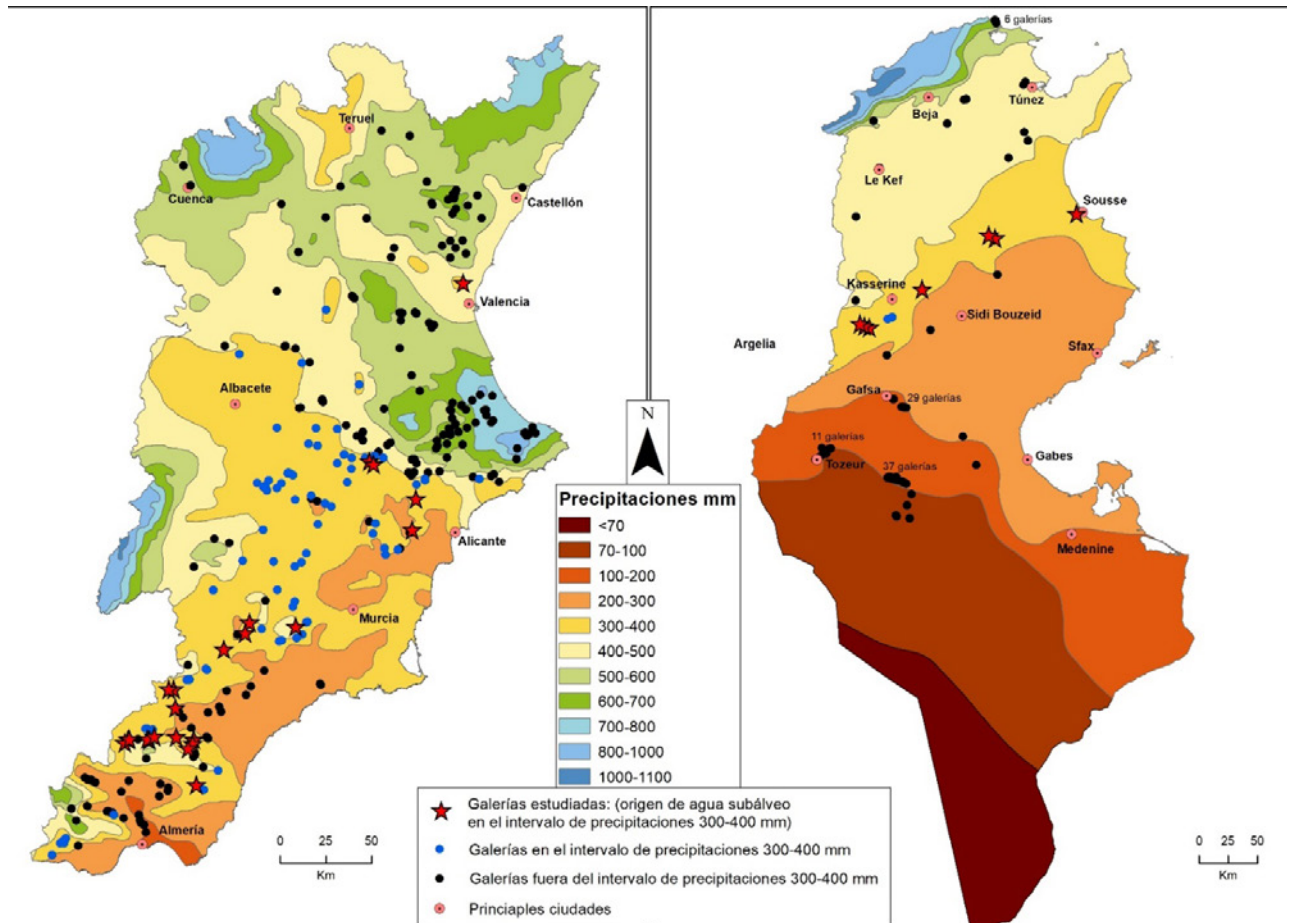 Teruel
Cuenca
Castellón
Valencia
Albacete
Alicante
Murcia
Almería
0 25 50
Km
6 galerías
Túnez
Beja
Le Kef
Sousse
Kasserine
Sidi Bouzeid
Argelia
Sfax
Gafsa
29 galerías
11 galerías
Tozeur
37 galerías
Gabes
Medenine
0 25 50
Km
N
Precipitaciones mm
<70
70-100
100-200
200-300
300-400
400-500
500-600
600-700
700-800
800-1000
1000-1100
Galerías estudiadas: (origen de agua subálveo
en el intervalo de precipitaciones 300-400 mm)
Galerías en el intervalo de precipitaciones 300-400 mm
Galerías fuera del intervalo de precipitaciones 300-400 mm
Princiaples ciudades